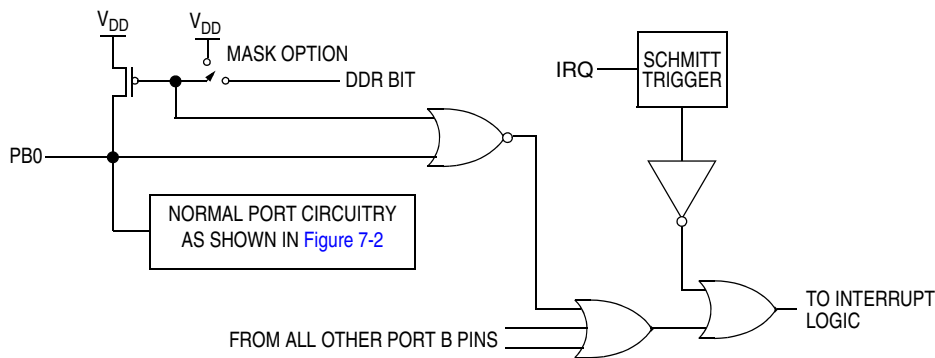 VDD
VDD
MASK OPTION
DDR BIT
IRQ
SCHMITT
TRIGGER
PB0
NORMAL PORT CIRCUITRY
AS SHOWN IN Figure 7-2
FROM ALL OTHER PORT B PINS
TO INTERRUPT
LOGIC